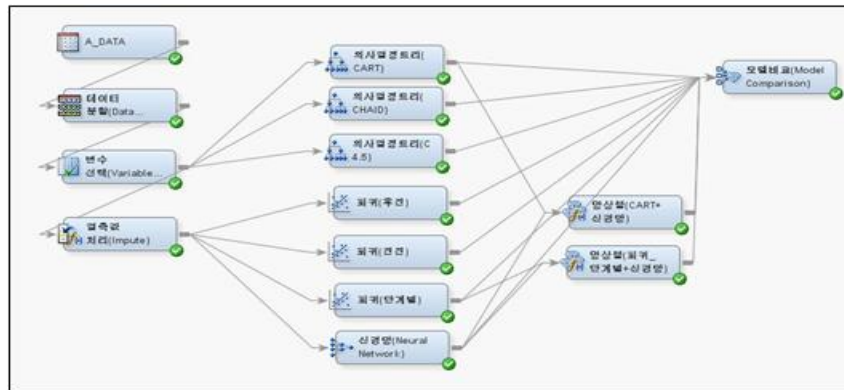 A_DATA
데이터
분할(Data...
변수
선택(Variable...
결측값
처리(Impute)
의사결정트리(
CART)
의사결정트리(
CHAID)
의사결정트리(C
4.5)
회귀(후진)
회귀(전진)
회귀(단계별)
신경망(Neural
Network)
앙상블(CART+
신경망)
앙상블(회귀_
단계별+신경망)
모델비교(Model
Comparison)